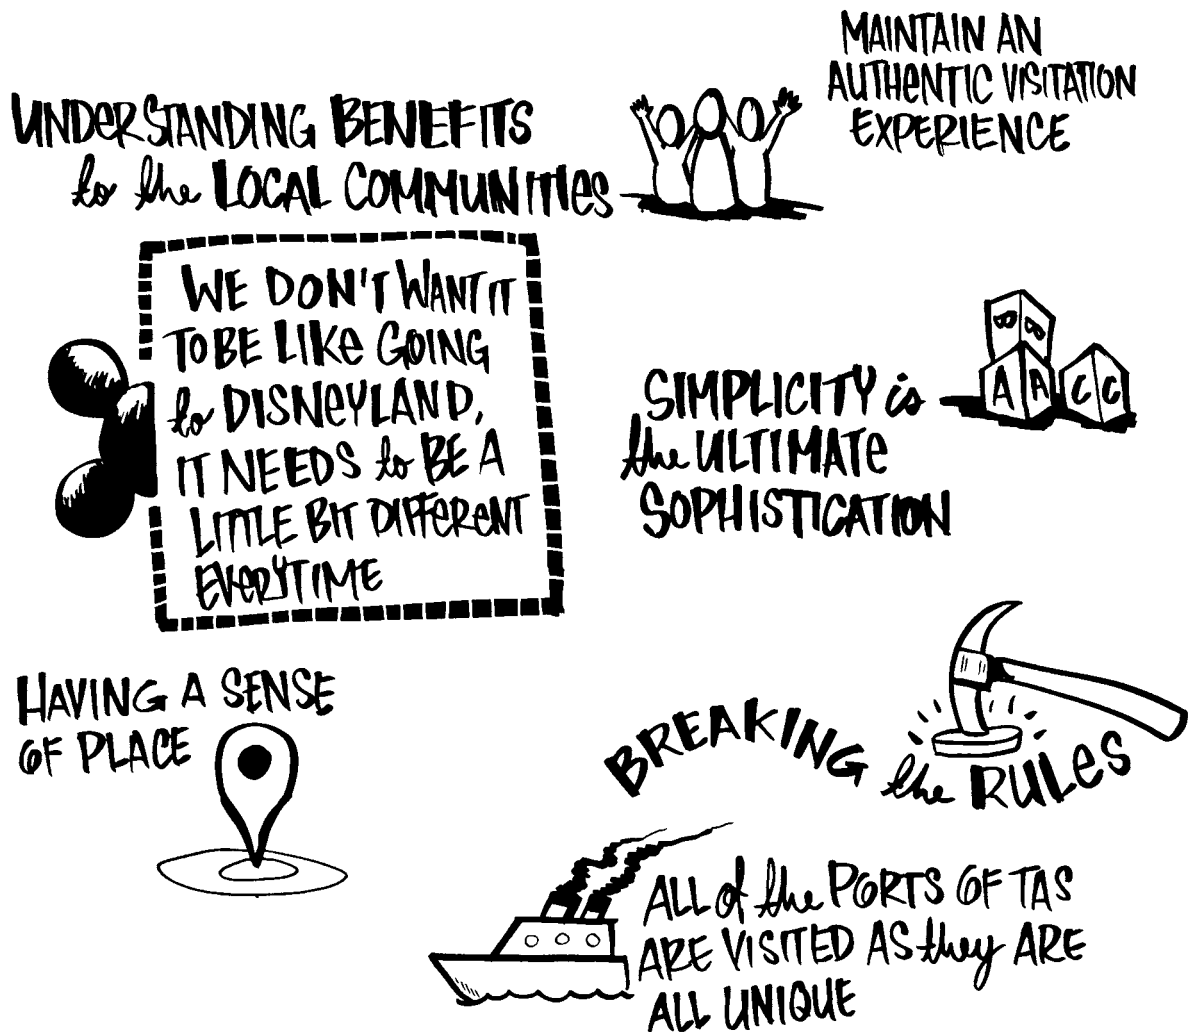 MAINTAIN AN
AUTHENTIC VISITATION
EXPERIENCE
UNDERSTANDING BENEFITS
to the LOCAL COMMUNITIES
WE DON'T WANT IT
TO BE LIKE GOING
to DISNEYLAND,
IT NEEDS to BE A
LITTLE BIT DIFFERENT
EVERYTIME
B B
A A C C
SIMPLICITY is
the ULTIMATE
SOPHISTICATION
HAVING A SENSE
OF PLACE
BREAKING the RULES
ALL of the PORTS OF TAS
ARE VISITED AS they ARE
ALL UNIQUE